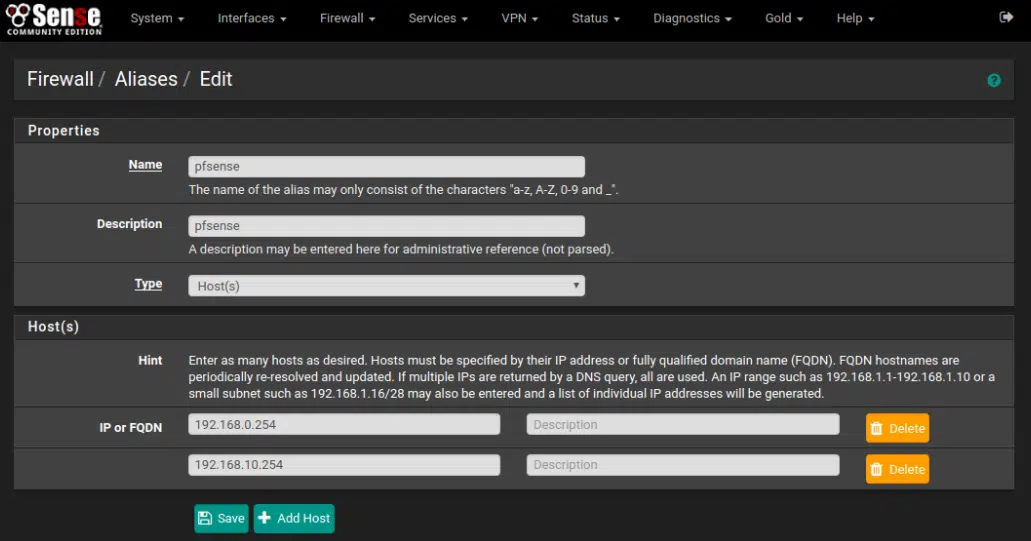 Sense
COMMUNITY EDITION
System Interfaces Firewall Services VPN Status Diagnostics Gold Help
Firewall / Aliases / Edit
Properties
Name pfsense
The name of the alias may only consist of the characters "a-z, A-Z, 0-9 and _".
Description pfsense
A description may be entered here for administrative reference (not parsed).
Type Host(s)
Host(s)
Hint Enter as many hosts as desired. Hosts must be specified by their IP address or fully qualified domain name (FQDN). FQDN hostnames are
periodically re-resolved and updated. If multiple IPs are returned by a DNS query, all are used. An IP range such as 192.168.1.1-192.168.1.10 or a
small subnet such as 192.168.1.16/28 may also be entered and a list of individual IP addresses will be generated.
IP or FQDN 192.168.0.254 Description Delete
192.168.10.254 Description Delete
Save Add Host